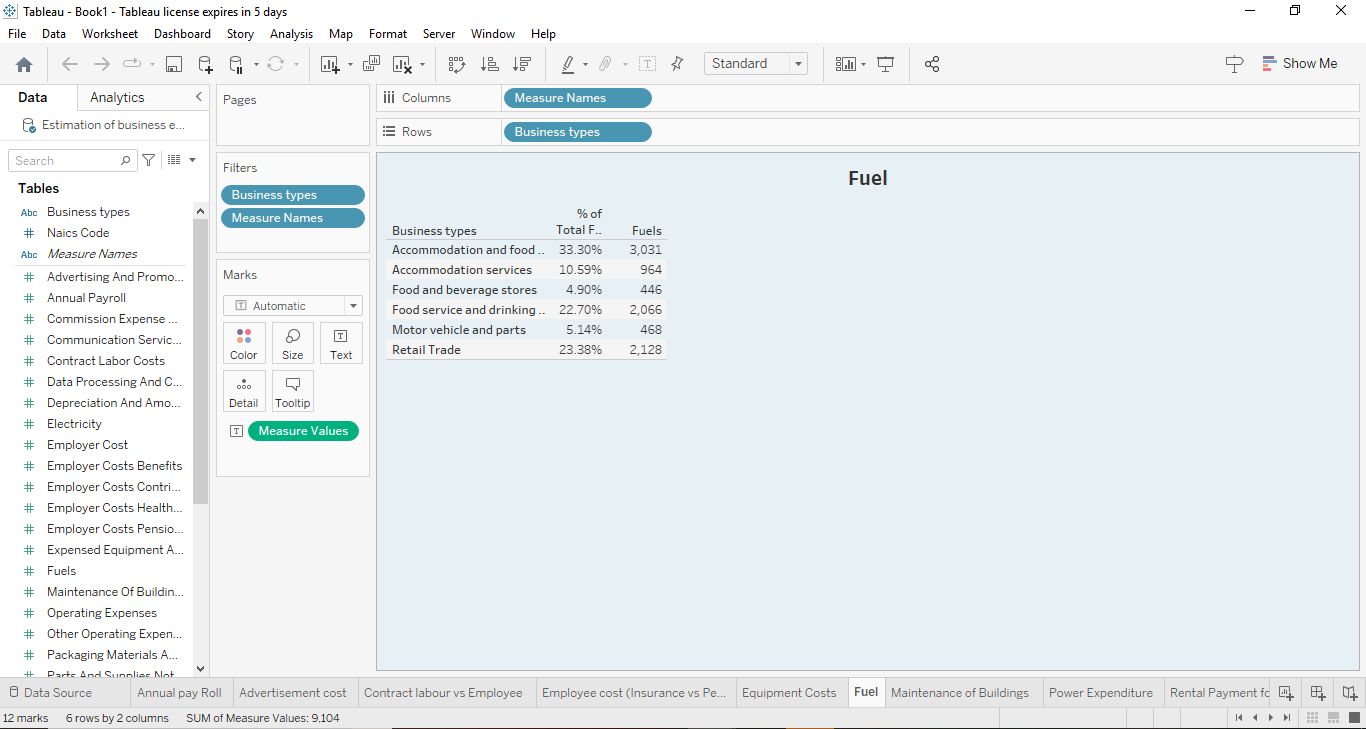 Tableau - Book1 - Tableau license expires in 5 days
File Data Worksheet Dashboard Story Analysis Map Format Server Window Help
Standard
Show Me
Data Analytics
Estimation of business e...
Search
Tables
Abc Business types
# Naics Code
Abc Measure Names
# Advertising And Promo...
# Annual Payroll
# Commission Expense ...
# Communication Servic...
# Contract Labor Costs
# Data Processing And C...
# Depreciation And Amo...
# Electricity
# Employer Cost
# Employer Costs Benefits
# Employer Costs Contri...
# Employer Costs Health...
# Employer Costs Pensio...
# Expensed Equipment A...
# Fuels
# Maintenance Of Buildin...
# Operating Expenses
# Other Operating Expen...
# Packaging Materials A...
# Parts And Supplies Not
Pages
Filters
Business types
Measure Names
Marks
T Automatic
Color Size Text
Detail Tooltip
T Measure Values
Columns Measure Names
Rows Business types
Fuel
% of
Business types Total F.. Fuels
Accommodation and food .. 33.30% 3,031
Accommodation services 10.59% 964
Food and beverage stores 4.90% 446
Food service and drinking .. 22.70% 2,066
Motor vehicle and parts 5.14% 468
Retail Trade 23.38% 2,128
Data Source Annual pay Roll Advertisement cost Contract labour vs Employee Employee cost (Insurance vs Pe... Equipment Costs Fuel Maintenance of Buildings Power Expenditure Rental Payment fo
12 marks 6 rows by 2 columns SUM of Measure Values: 9,104